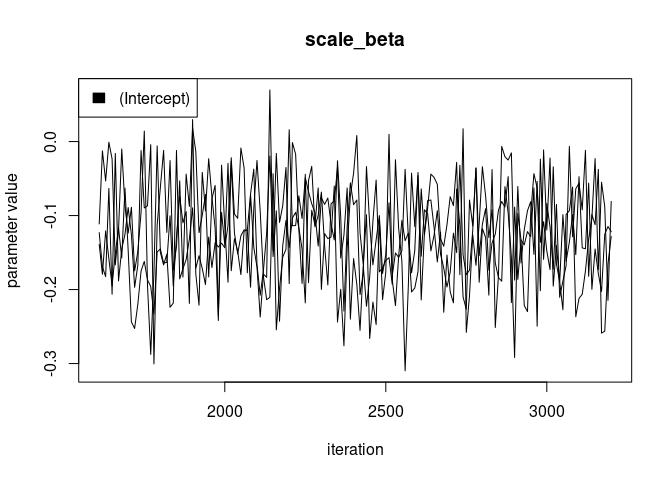 scale_beta
(Intercept)
parameter value
0.0
-0.1
-0.2
-0.3
2000 2500 3000
iteration